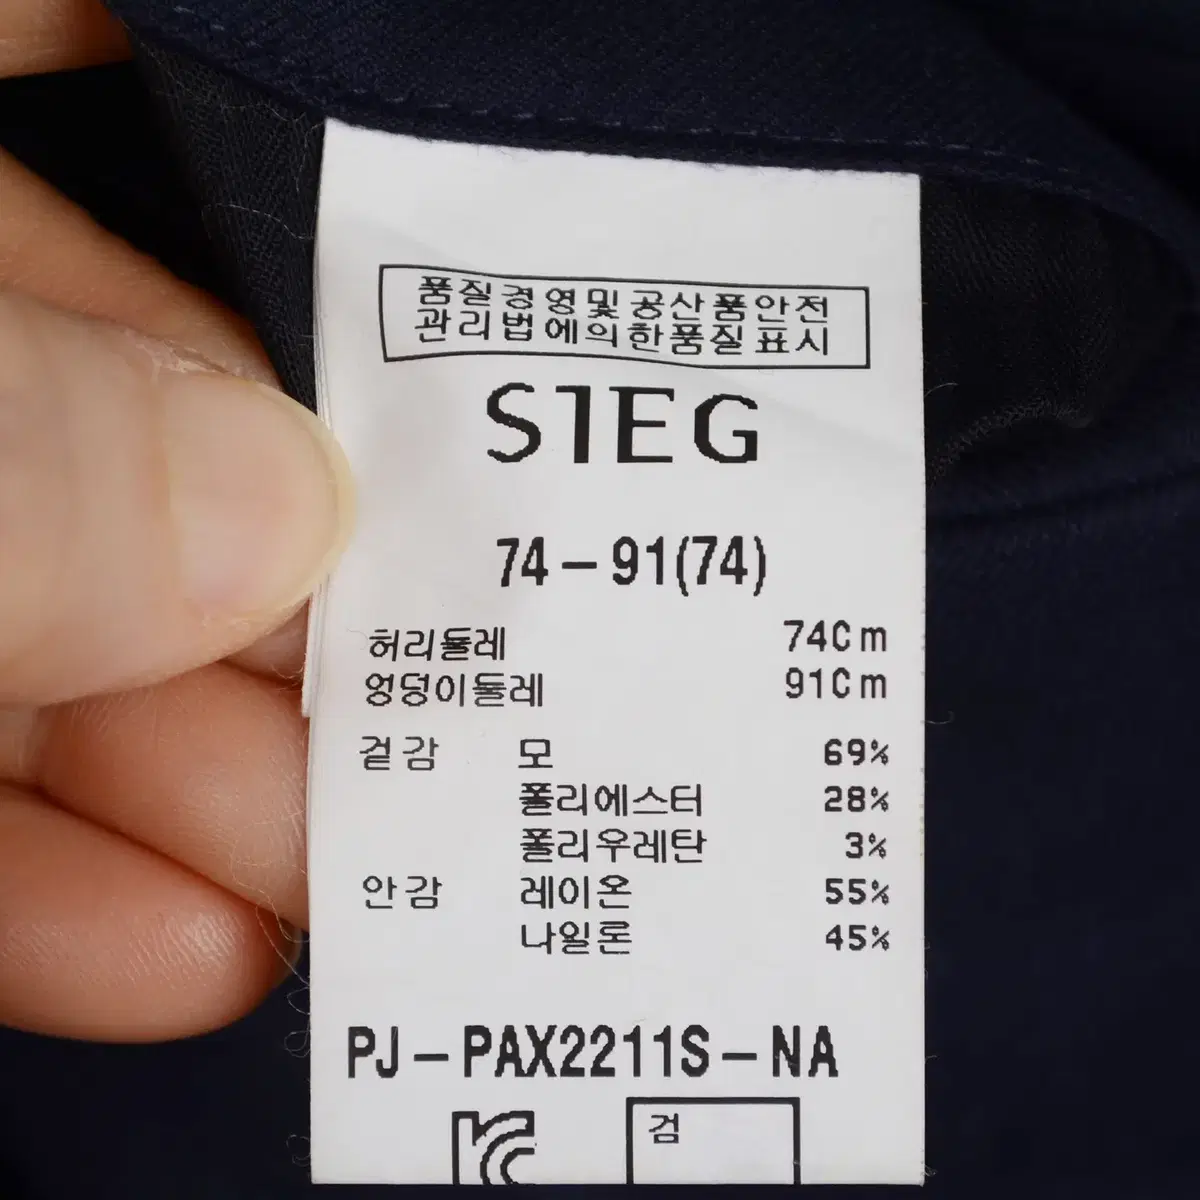 품질경영및공산품안전
관리법에의한품질표시
SIEG
74-91(74)
허리둘레 74Cm
엉덩이둘레 91Cm
겉감 모 69%
폴리에스터 28%
폴리우레탄 3%
안감 레이온 55%
나일론 45%
PJ-PAX2211S-NA
검